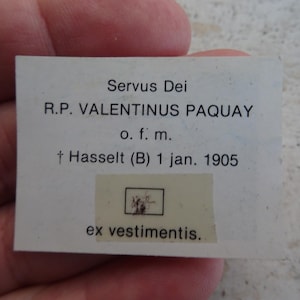 Servus Dei
R.P. VALENTINUS PAQUAY
o. f. m.
† Hasselt (B) 1 jan. 1905
ex vestimentis.